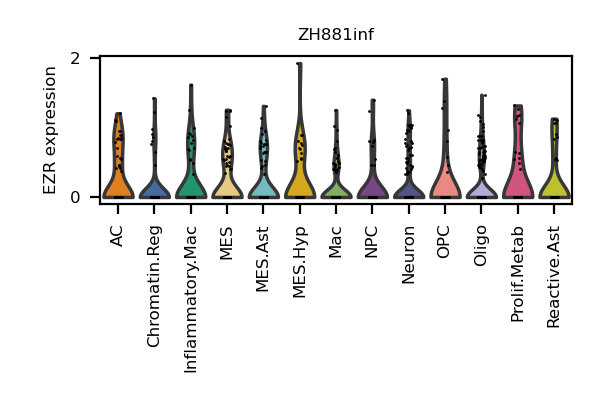 ZH881inf
EZR expression
2
0
AC
Chromatin.Reg
Inflammatory.Mac
MES
MES.Ast
MES.Hyp
Mac
NPC
Neuron
OPC
Oligo
Prolif.Metab
Reactive.Ast